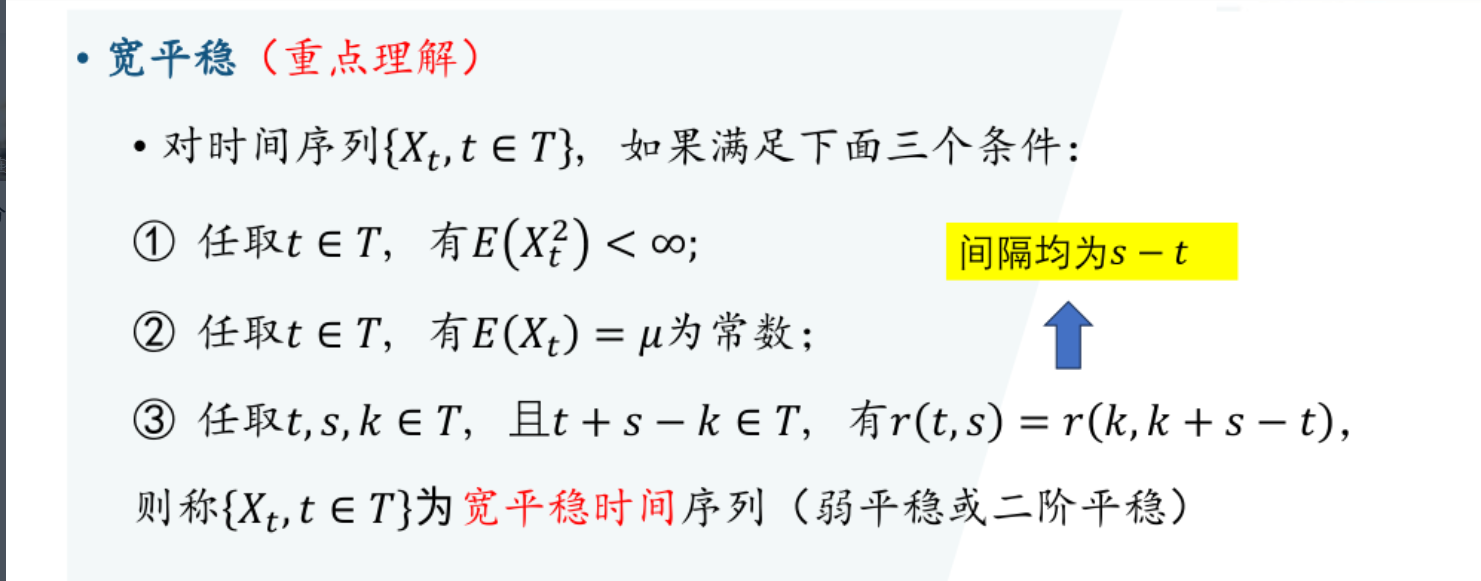 • 宽平稳（重点理解）
• 对时间序列{Xₜ, t ∈ T}，如果满足下面三个条件：
① 任取t ∈ T，有E(Xₜ²) < ∞;
间隔均为s − t
② 任取t ∈ T，有E(Xₜ) = μ为常数；
③ 任取t, s, k ∈ T，且t + s − k ∈ T，有r(t, s) = r(k, k + s − t)，
则称{Xₜ, t ∈ T}为宽平稳时间序列（弱平稳或二阶平稳）